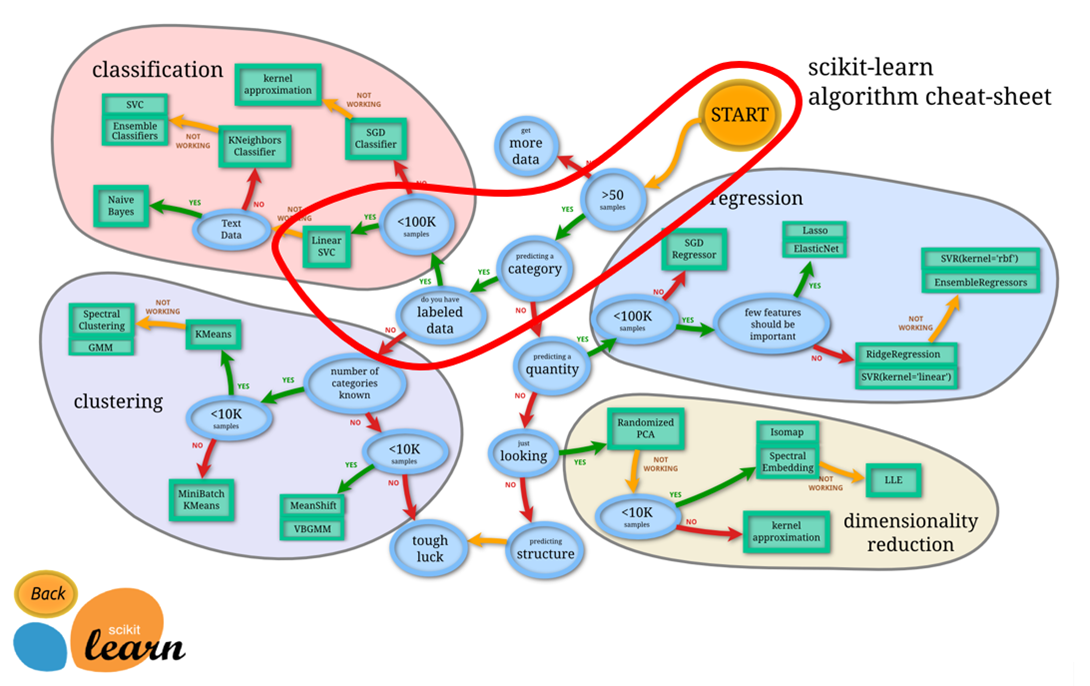 scikit-learn
algorithm cheat-sheet
START
classification
kernel
approximation
NOT
WORKING
SVC
Ensemble
Classifiers
NOT
WORKING
KNeighbors
Classifier
SGD
Classifier
NO
Naive
Bayes
YES
NO
Text
Data
NOT
WORKING
Linear
SVC
YES
<100K
samples
get
more
data
>50
samples
YES
predicting a
category
YES
YES
do you have
labeled
data
NO
NO
regression
SGD
Regressor
Lasso
ElasticNet
SVR(kernel='rbf')
EnsembleRegressors
YES
NO
<100K
samples
YES
few features
should be
important
NOT
WORKING
NO
RidgeRegression
SVR(kernel='linear')
YES
predicting a
quantity
NO
clustering
Spectral
Clustering
GMM
NOT
WORKING
KMeans
YES
<10K
samples
YES
number of
categories
known
NO
NO
MiniBatch
KMeans
<10K
samples
YES
NO
MeanShift
VBGMM
just
looking
YES
NO
tough
luck
predicting
structure
Randomized
PCA
NOT
WORKING
Isomap
Spectral
Embedding
YES
NOT
WORKING
LLE
<10K
samples
NO
kernel
approximation
dimensionality
reduction
Back
scikit
learn